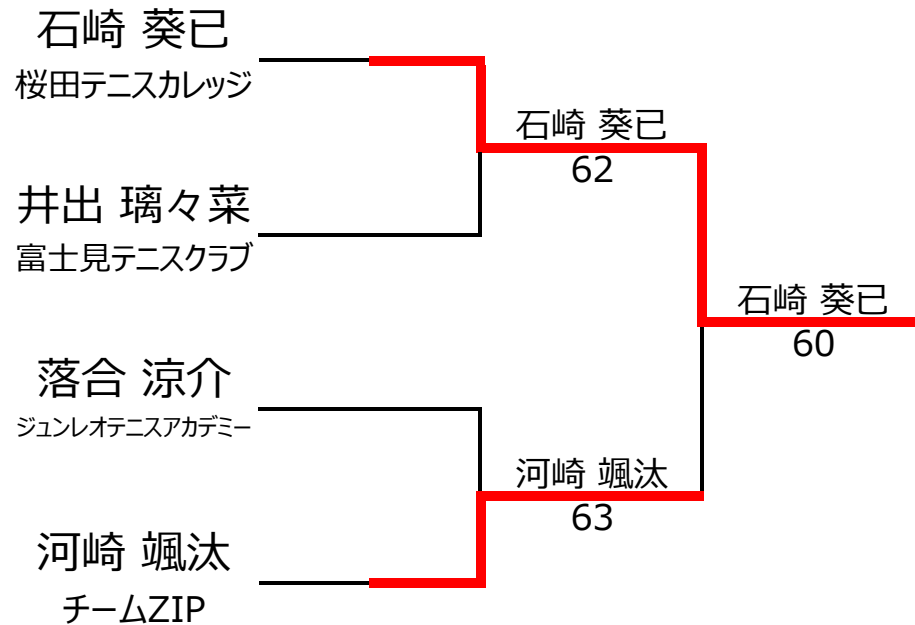 石崎 葵已
桜田テニスカレッジ
石崎 葵已
62
井出 璃々菜
富士見テニスクラブ
石崎 葵已
60
落合 涼介
ジュンレオテニスアカデミー
河崎 颯汰
63
河崎 颯汰
チームZIP